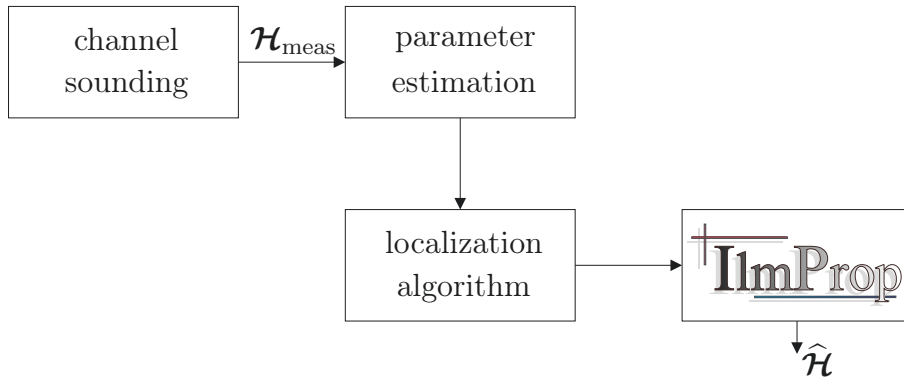 channel
sounding
𝓗meas
parameter
estimation
localization
algorithm
IlmProp
𝓗̂